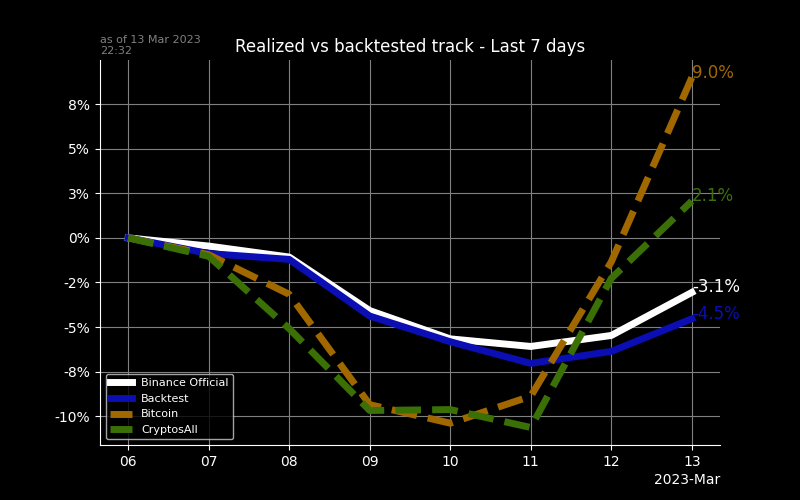 as of 13 Mar 2023
22:32
Realized vs backtested track - Last 7 days
9.0%
8%
5%
3%
2.1%
0%
-2%
-3.1%
-4.5%
-5%
-8%
-10%
Binance Official
Backtest
Bitcoin
CryptosAll
06 07 08 09 10 11 12 13
2023-Mar